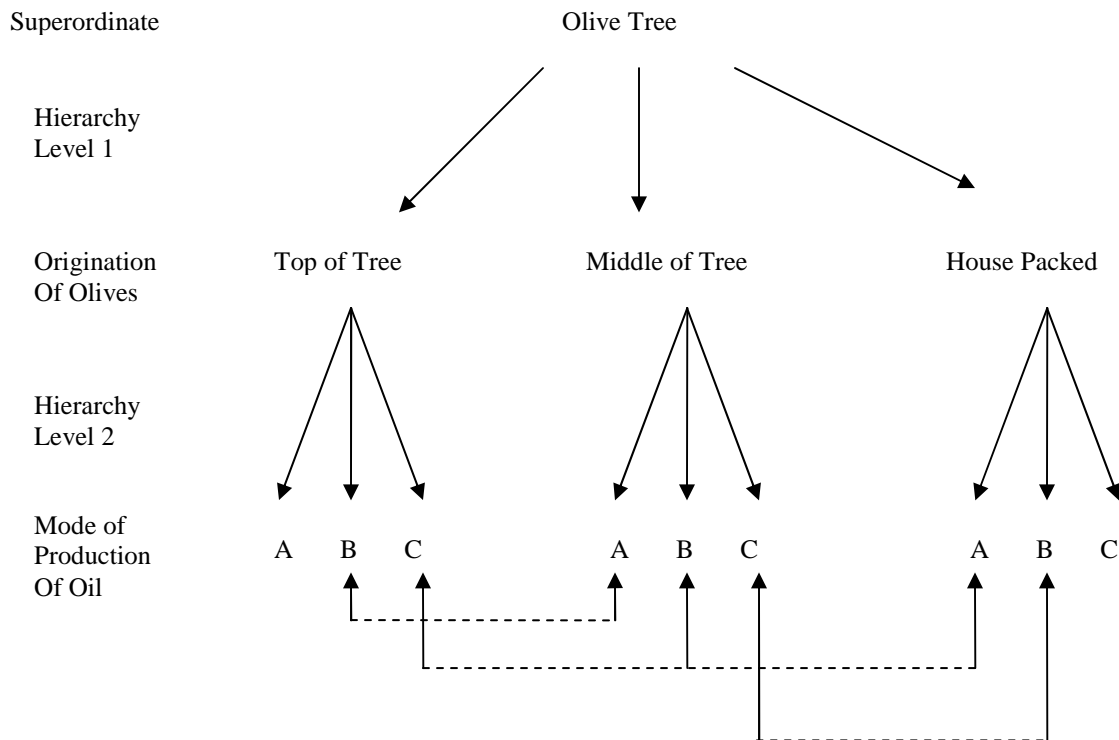 Superordinate
Olive Tree
Hierarchy
Level 1
Origination
Of Olives
Top of Tree
Middle of Tree
House Packed
Hierarchy
Level 2
Mode of
Production
Of Oil
A B C
A B C
A B C